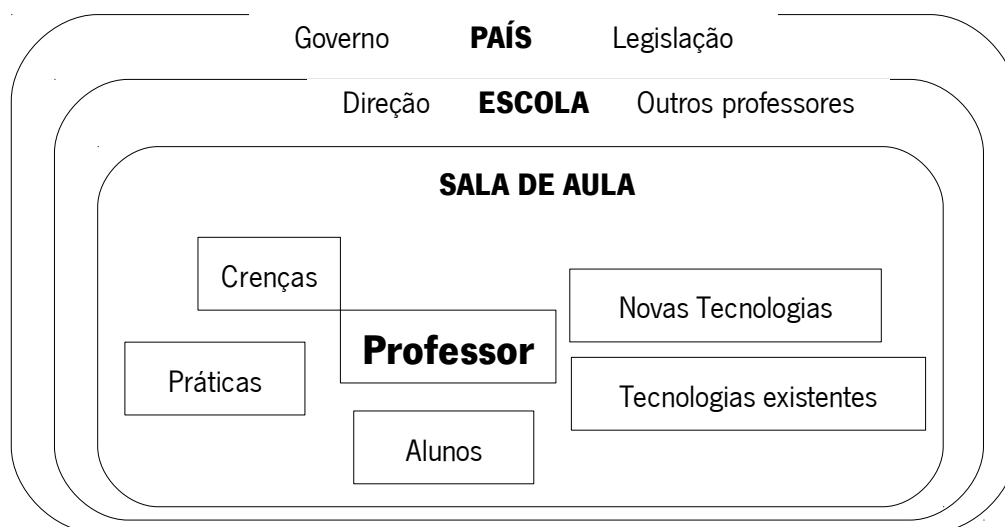 Governo PAÍS Legislação
Direção ESCOLA Outros professores
SALA DE AULA
Crenças
Novas Tecnologias
Professor
Práticas
Tecnologias existentes
Alunos